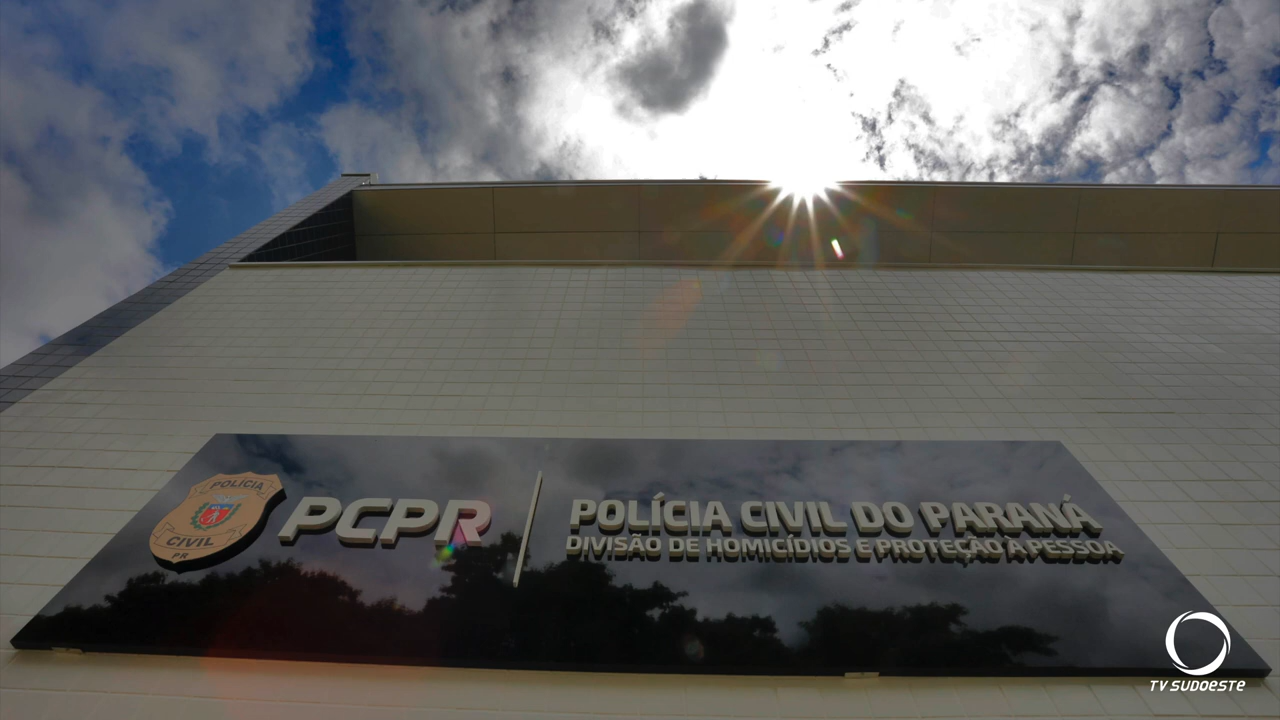 POLÍCIA
CIVIL
PR
PCPR
POLÍCIA CIVIL DO PARANÁ
DIVISÃO DE HOMICÍDIOS E PROTEÇÃO À PESSOA
TV SUDOESTE